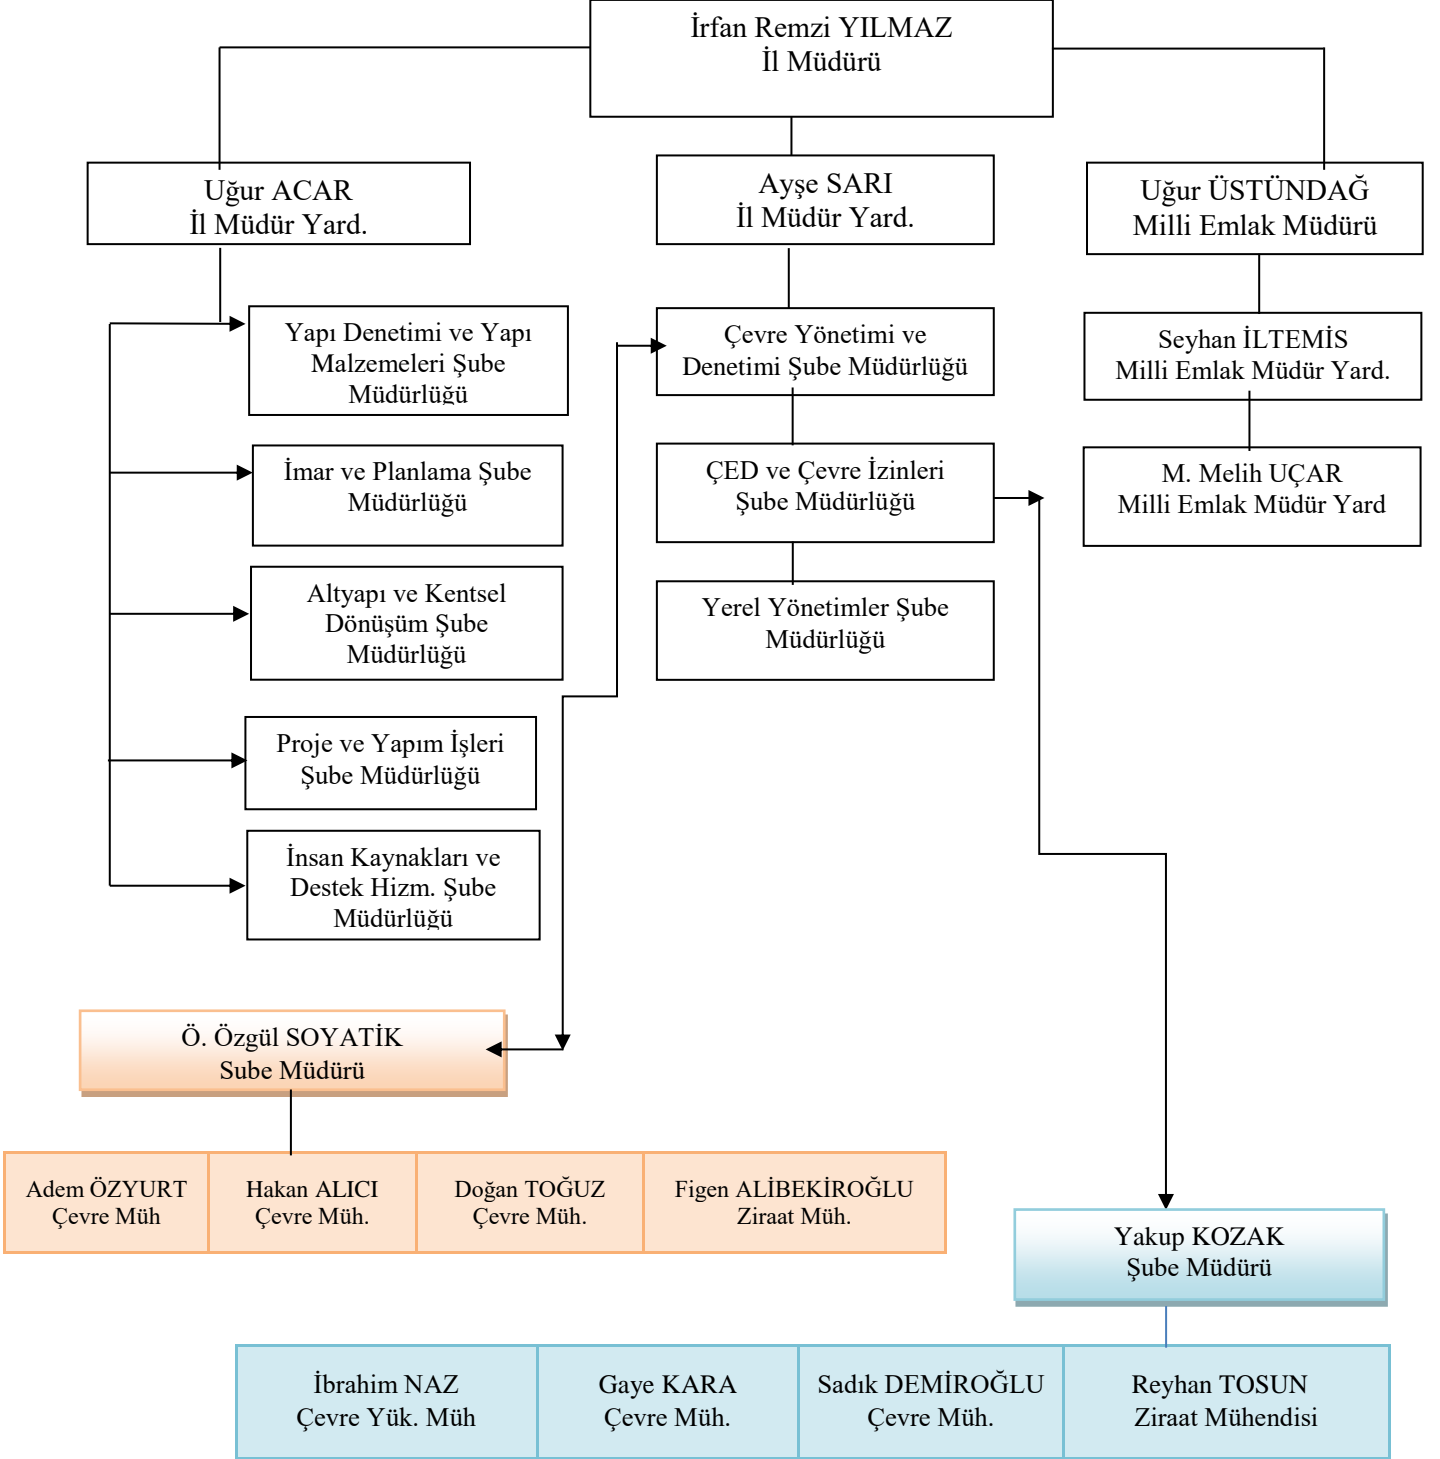 İrfan Remzi YILMAZ
İl Müdürü
Uğur ACAR
İl Müdür Yard.
Ayşe SARI
İl Müdür Yard.
Uğur ÜSTÜNDAĞ
Milli Emlak Müdürü
Yapı Denetimi ve Yapı
Malzemeleri Şube
Müdürlüğü
İmar ve Planlama Şube
Müdürlüğü
Altyapı ve Kentsel
Dönüşüm Şube
Müdürlüğü
Proje ve Yapım İşleri
Şube Müdürlüğü
İnsan Kaynakları ve
Destek Hizm. Şube
Müdürlüğü
Çevre Yönetimi ve
Denetimi Şube Müdürlüğü
ÇED ve Çevre İzinleri
Şube Müdürlüğü
Yerel Yönetimler Şube
Müdürlüğü
Seyhan İLTEMİS
Milli Emlak Müdür Yard.
M. Melih UÇAR
Milli Emlak Müdür Yard
Ö. Özgül SOYATİK
Sube Müdürü
Adem ÖZYURT
Çevre Müh
Hakan ALICI
Çevre Müh.
Doğan TOĞUZ
Çevre Müh.
Figen ALİBEKİROĞLU
Ziraat Müh.
Yakup KOZAK
Şube Müdürü
İbrahim NAZ
Çevre Yük. Müh
Gaye KARA
Çevre Müh.
Sadık DEMİROĞLU
Çevre Müh.
Reyhan TOSUN
Ziraat Mühendisi